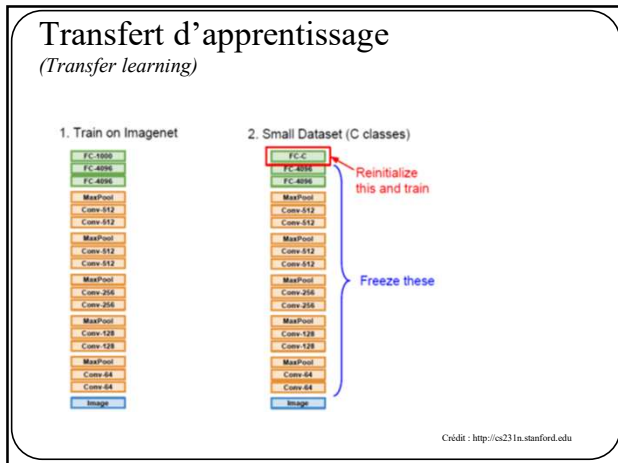 Transfert d’apprentissage
(Transfer learning)
1. Train on Imagenet
FC-1000
FC-4096
FC-4096
MaxPool
Conv-512
Conv-512
MaxPool
Conv-512
Conv-512
MaxPool
Conv-256
Conv-256
MaxPool
Conv-128
Conv-128
MaxPool
Conv-64
Conv-64
Image
2. Small Dataset (C classes)
FC-C
FC-4096
FC-4096
MaxPool
Conv-512
Conv-512
MaxPool
Conv-512
Conv-512
MaxPool
Conv-256
Conv-256
MaxPool
Conv-128
Conv-128
MaxPool
Conv-64
Conv-64
Image
Reinitialize
this and train
Freeze these
Crédit : http://cs231n.stanford.edu